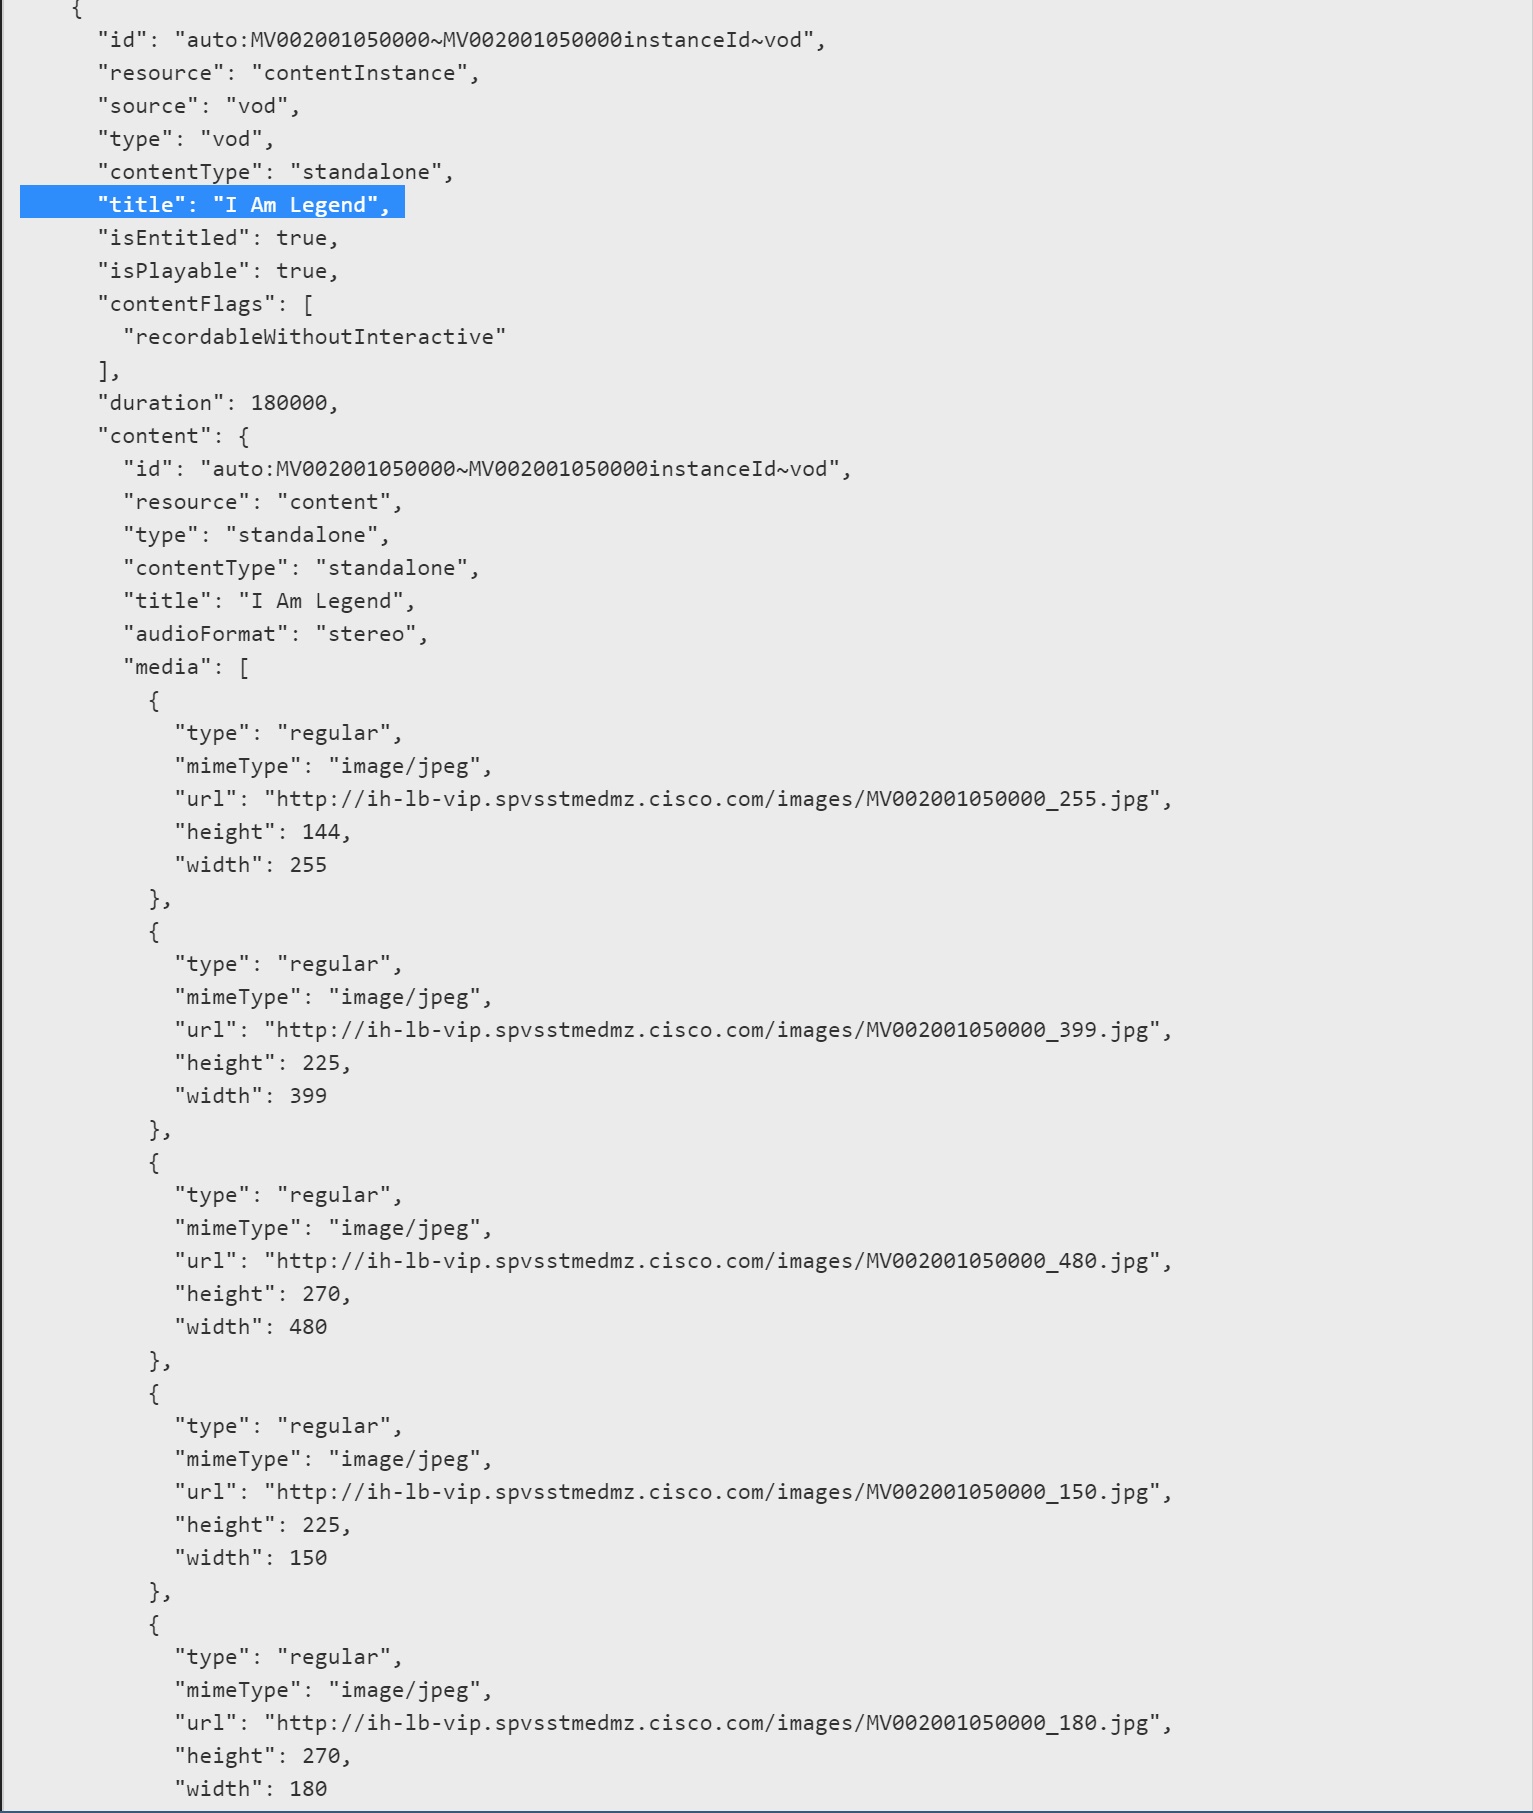 {
"id": "auto:MV002001050000~MV002001050000instanceId~vod",
"resource": "contentInstance",
"source": "vod",
"type": "vod",
"contentType": "standalone",
"title": "I Am Legend",
"isEntitled": true,
"isPlayable": true,
"contentFlags": [
"recordableWithoutInteractive"
],
"duration": 180000,
"content": {
"id": "auto:MV002001050000~MV002001050000instanceId~vod",
"resource": "content",
"type": "standalone",
"contentType": "standalone",
"title": "I Am Legend",
"audioFormat": "stereo",
"media": [
{
"type": "regular",
"mimeType": "image/jpeg",
"url": "http://ih-lb-vip.spvsstmedmz.cisco.com/images/MV002001050000_255.jpg",
"height": 144,
"width": 255
},
{
"type": "regular",
"mimeType": "image/jpeg",
"url": "http://ih-lb-vip.spvsstmedmz.cisco.com/images/MV002001050000_399.jpg",
"height": 225,
"width": 399
},
{
"type": "regular",
"mimeType": "image/jpeg",
"url": "http://ih-lb-vip.spvsstmedmz.cisco.com/images/MV002001050000_480.jpg",
"height": 270,
"width": 480
},
{
"type": "regular",
"mimeType": "image/jpeg",
"url": "http://ih-lb-vip.spvsstmedmz.cisco.com/images/MV002001050000_150.jpg",
"height": 225,
"width": 150
},
{
"type": "regular",
"mimeType": "image/jpeg",
"url": "http://ih-lb-vip.spvsstmedmz.cisco.com/images/MV002001050000_180.jpg",
"height": 270,
"width": 180